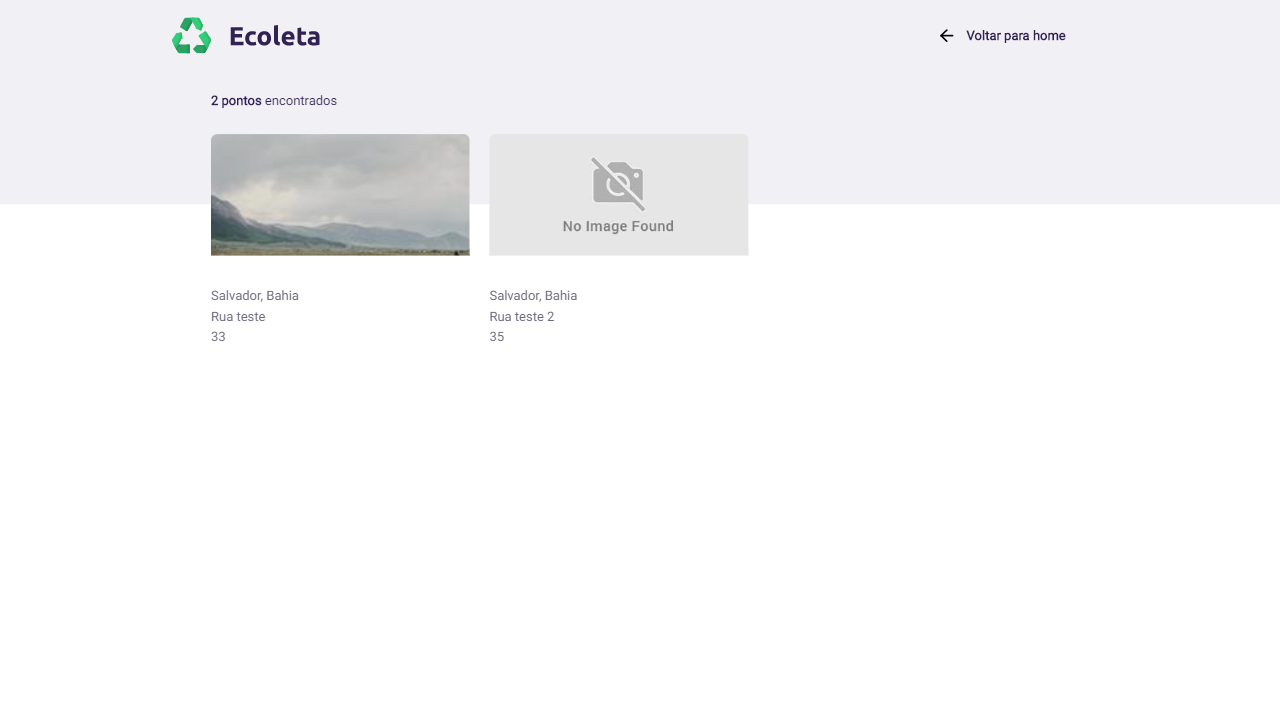 Ecoleta
Voltar para home
2 pontos encontrados
No Image Found
Salvador, Bahia
Rua teste
33
Salvador, Bahia
Rua teste 2
35